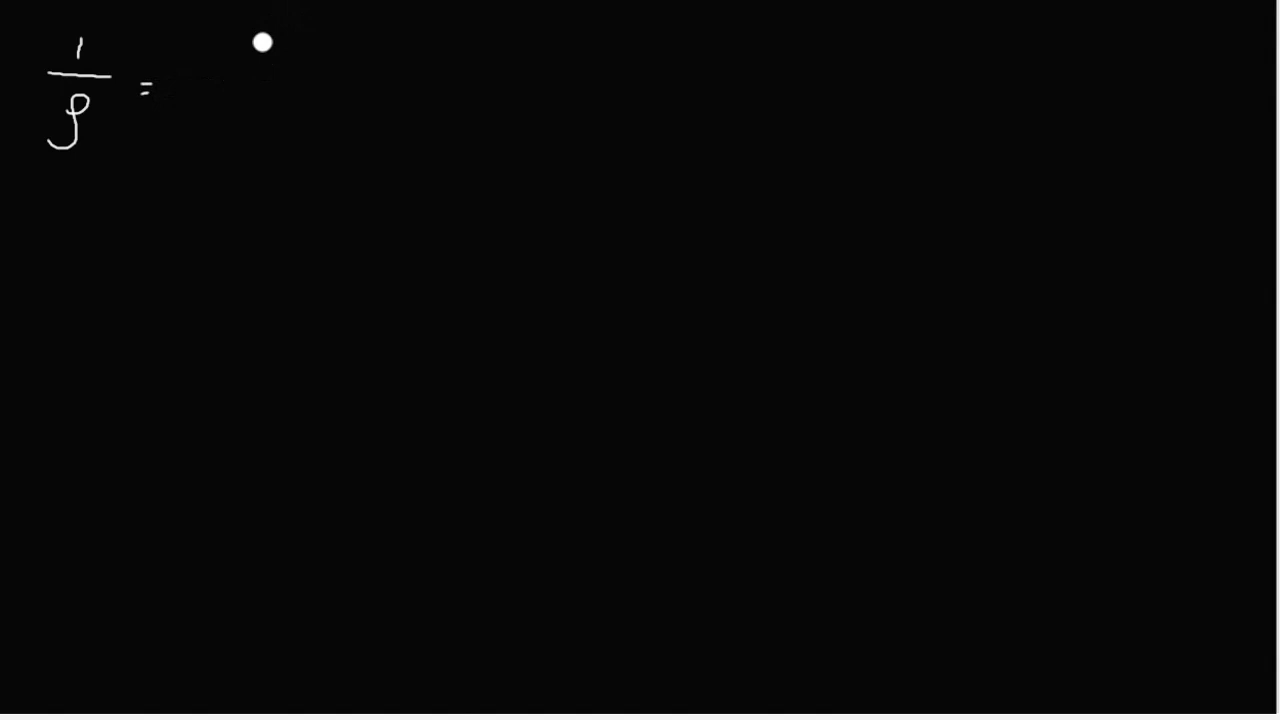 1/ρ =